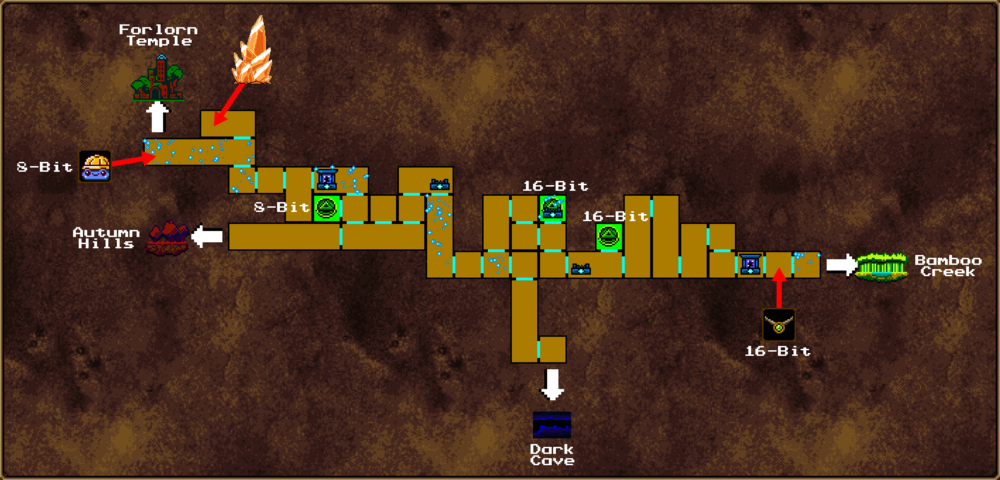 Forlorn
Temple
8-Bit
16-Bit
8-Bit
16-Bit
Autumn
Hills
Bamboo
Creek
16-Bit
Dark
Cave